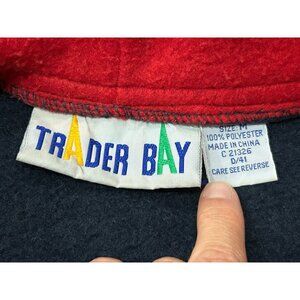 TRADER BAY
SIZE: M
100% POLYESTER
MADE IN CHINA
C 21326
D/41
CARE SEE REVERSE